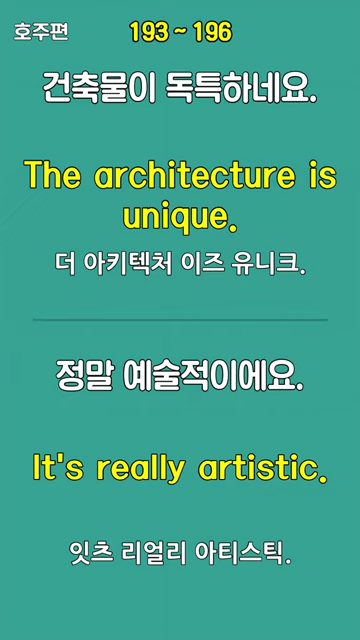 호주편
193 ~ 196
건축물이 독특하네요.
The architecture is
unique.
더 아키텍처 이즈 유니크.
정말 예술적이에요.
It's really artistic.
잇츠 리얼리 아티스틱.